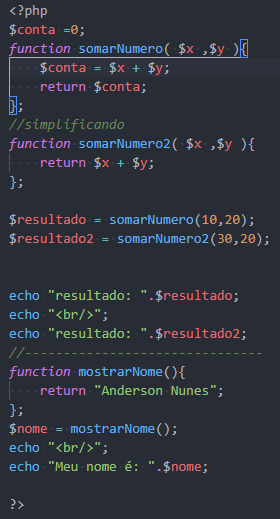 <?php
$conta =0;
function somarNumero( $x ,$y ){
    $conta = $x + $y;
    return $conta;
};
//simplificando
function somarNumero2( $x ,$y ){
    return $x + $y;
};

$resultado = somarNumero(10,20);
$resultado2 = somarNumero2(30,20);


echo "resultado: ".$resultado;
echo "<br/>";
echo "resultado: ".$resultado2;
//-------------------------------
function mostrarNome(){
    return "Anderson Nunes";
};
$nome = mostrarNome();
echo "<br/>";
echo "Meu nome é: ".$nome;

?>